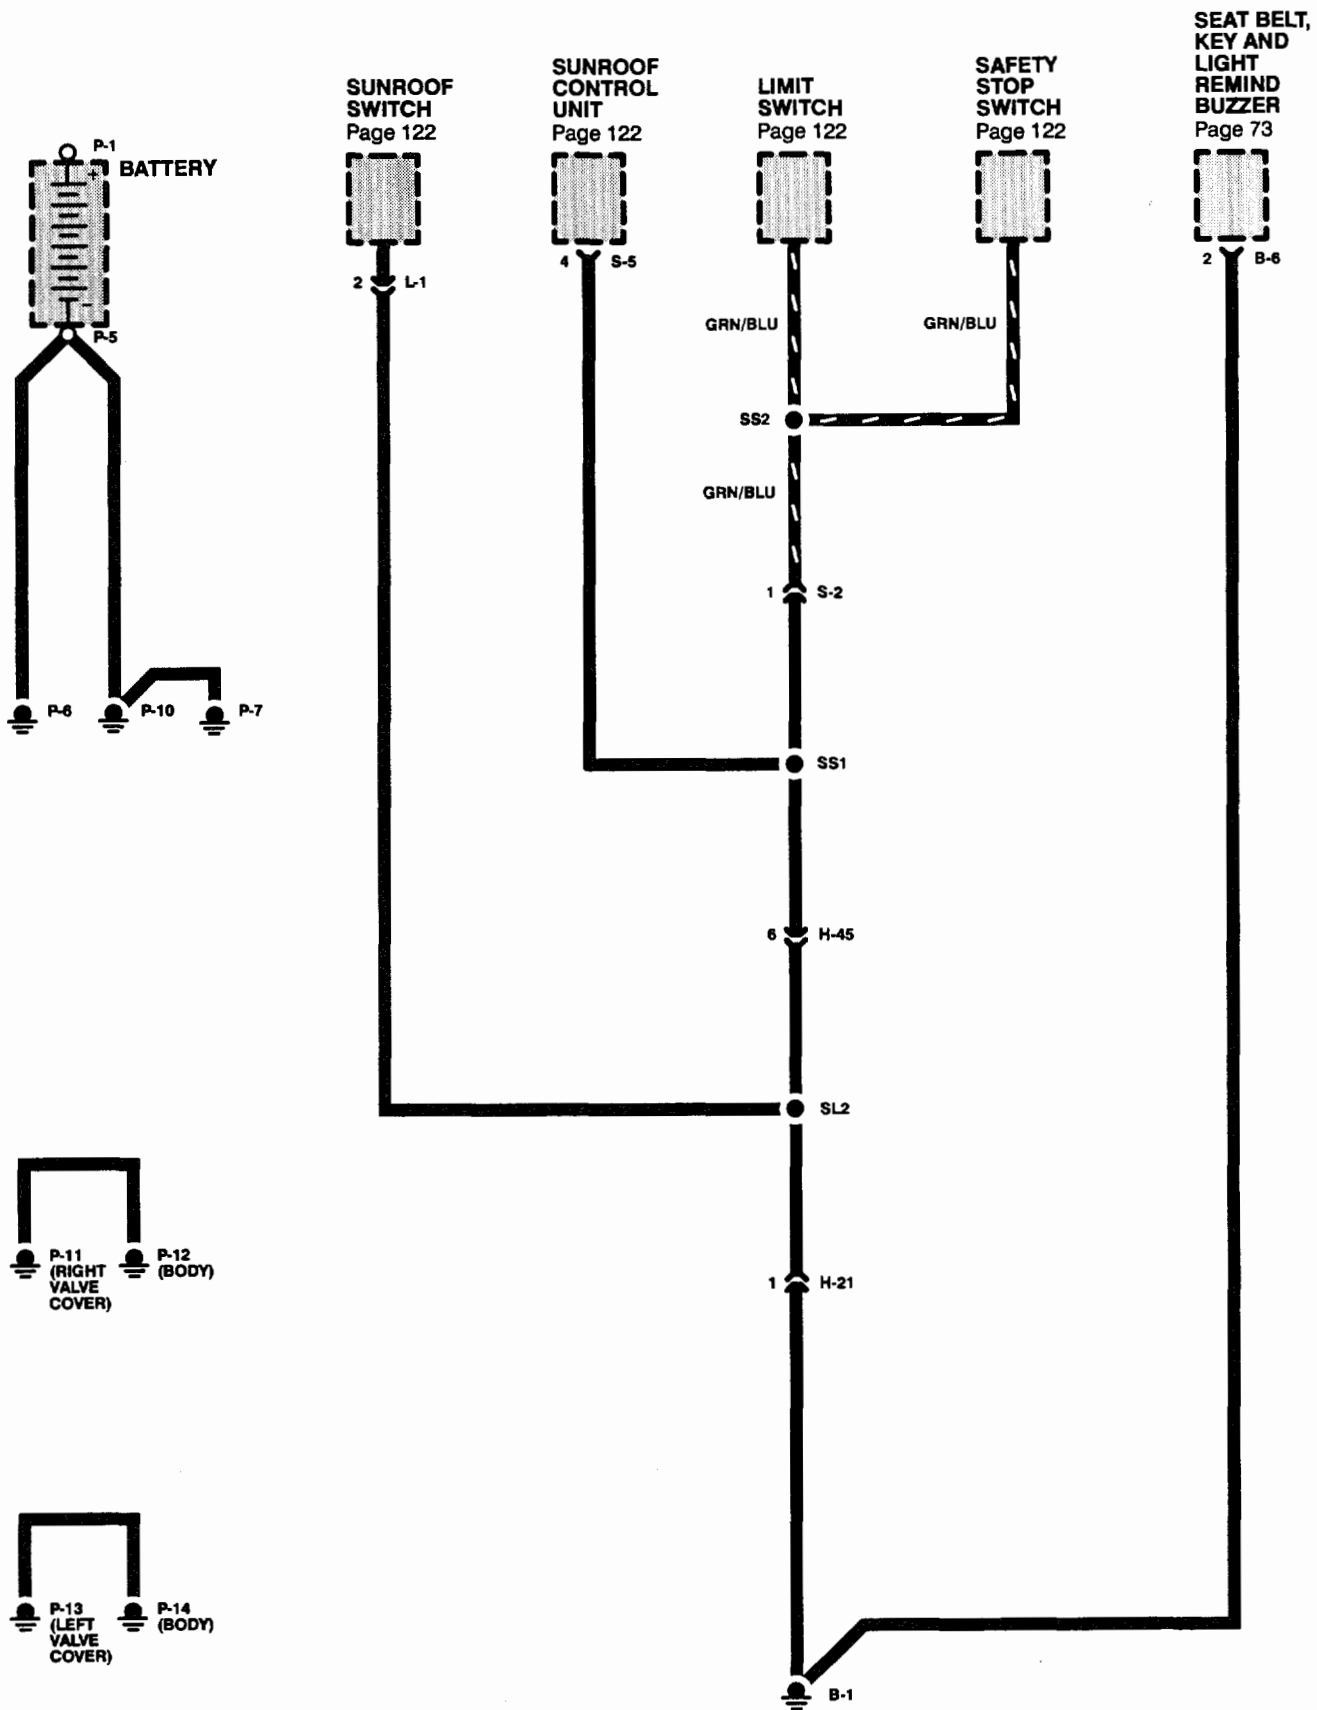 SEAT BELT,
KEY AND
LIGHT
REMIND
BUZZER
Page 73
SAFETY
STOP
SWITCH
Page 122
LIMIT
SWITCH
Page 122
SUNROOF
CONTROL
UNIT
Page 122
SUNROOF
SWITCH
Page 122
P-1
+
BATTERY
-
P-5
2 L-1
4 S-5
2 B-6
GRN/BLU
GRN/BLU
SS2
GRN/BLU
1 S-2
P-6
P-10
P-7
SS1
6 H-45
SL2
P-11
(RIGHT
VALVE
COVER)
P-12
(BODY)
1 H-21
P-13
(LEFT
VALVE
COVER)
P-14
(BODY)
B-1